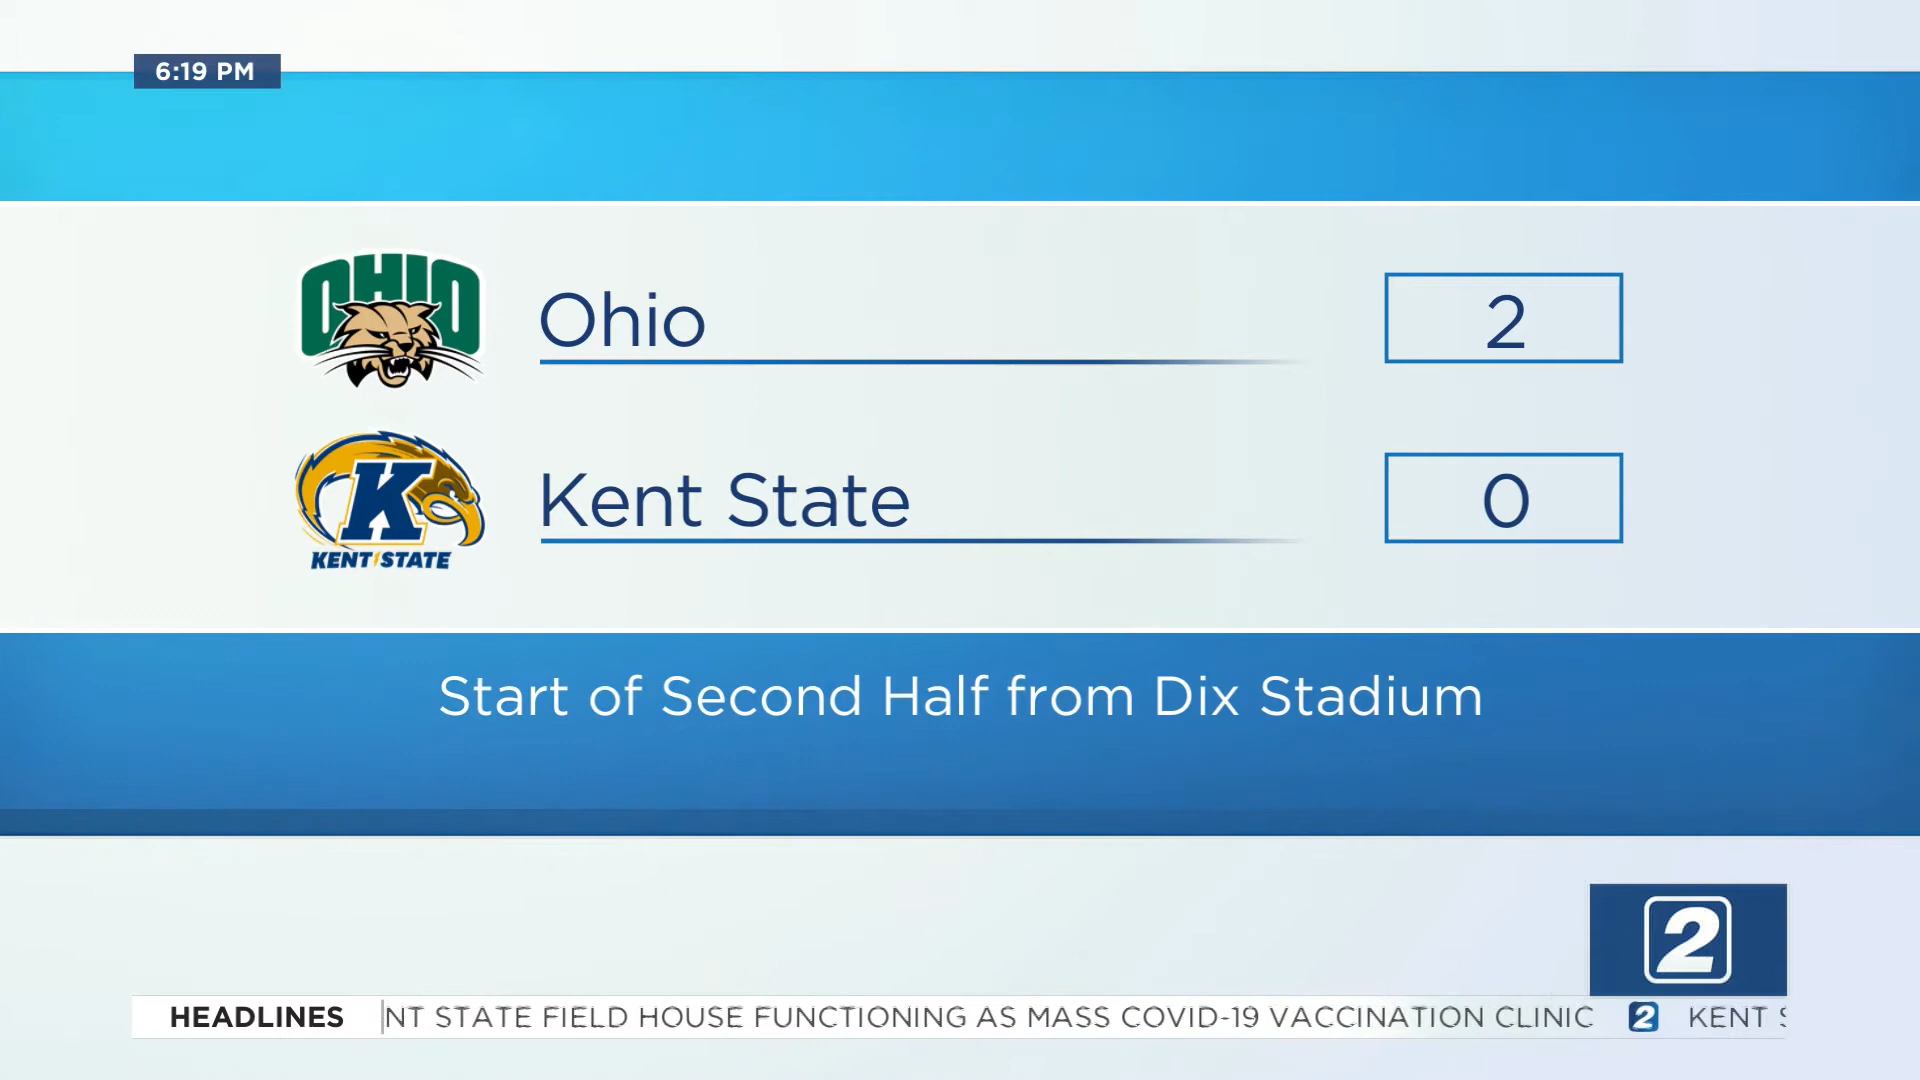 6:19 PM
OHIO
Ohio
2
K
KENT STATE
Kent State
0
Start of Second Half from Dix Stadium
2
HEADLINES
NT STATE FIELD HOUSE FUNCTIONING AS MASS COVID-19 VACCINATION CLINIC 2 KENT